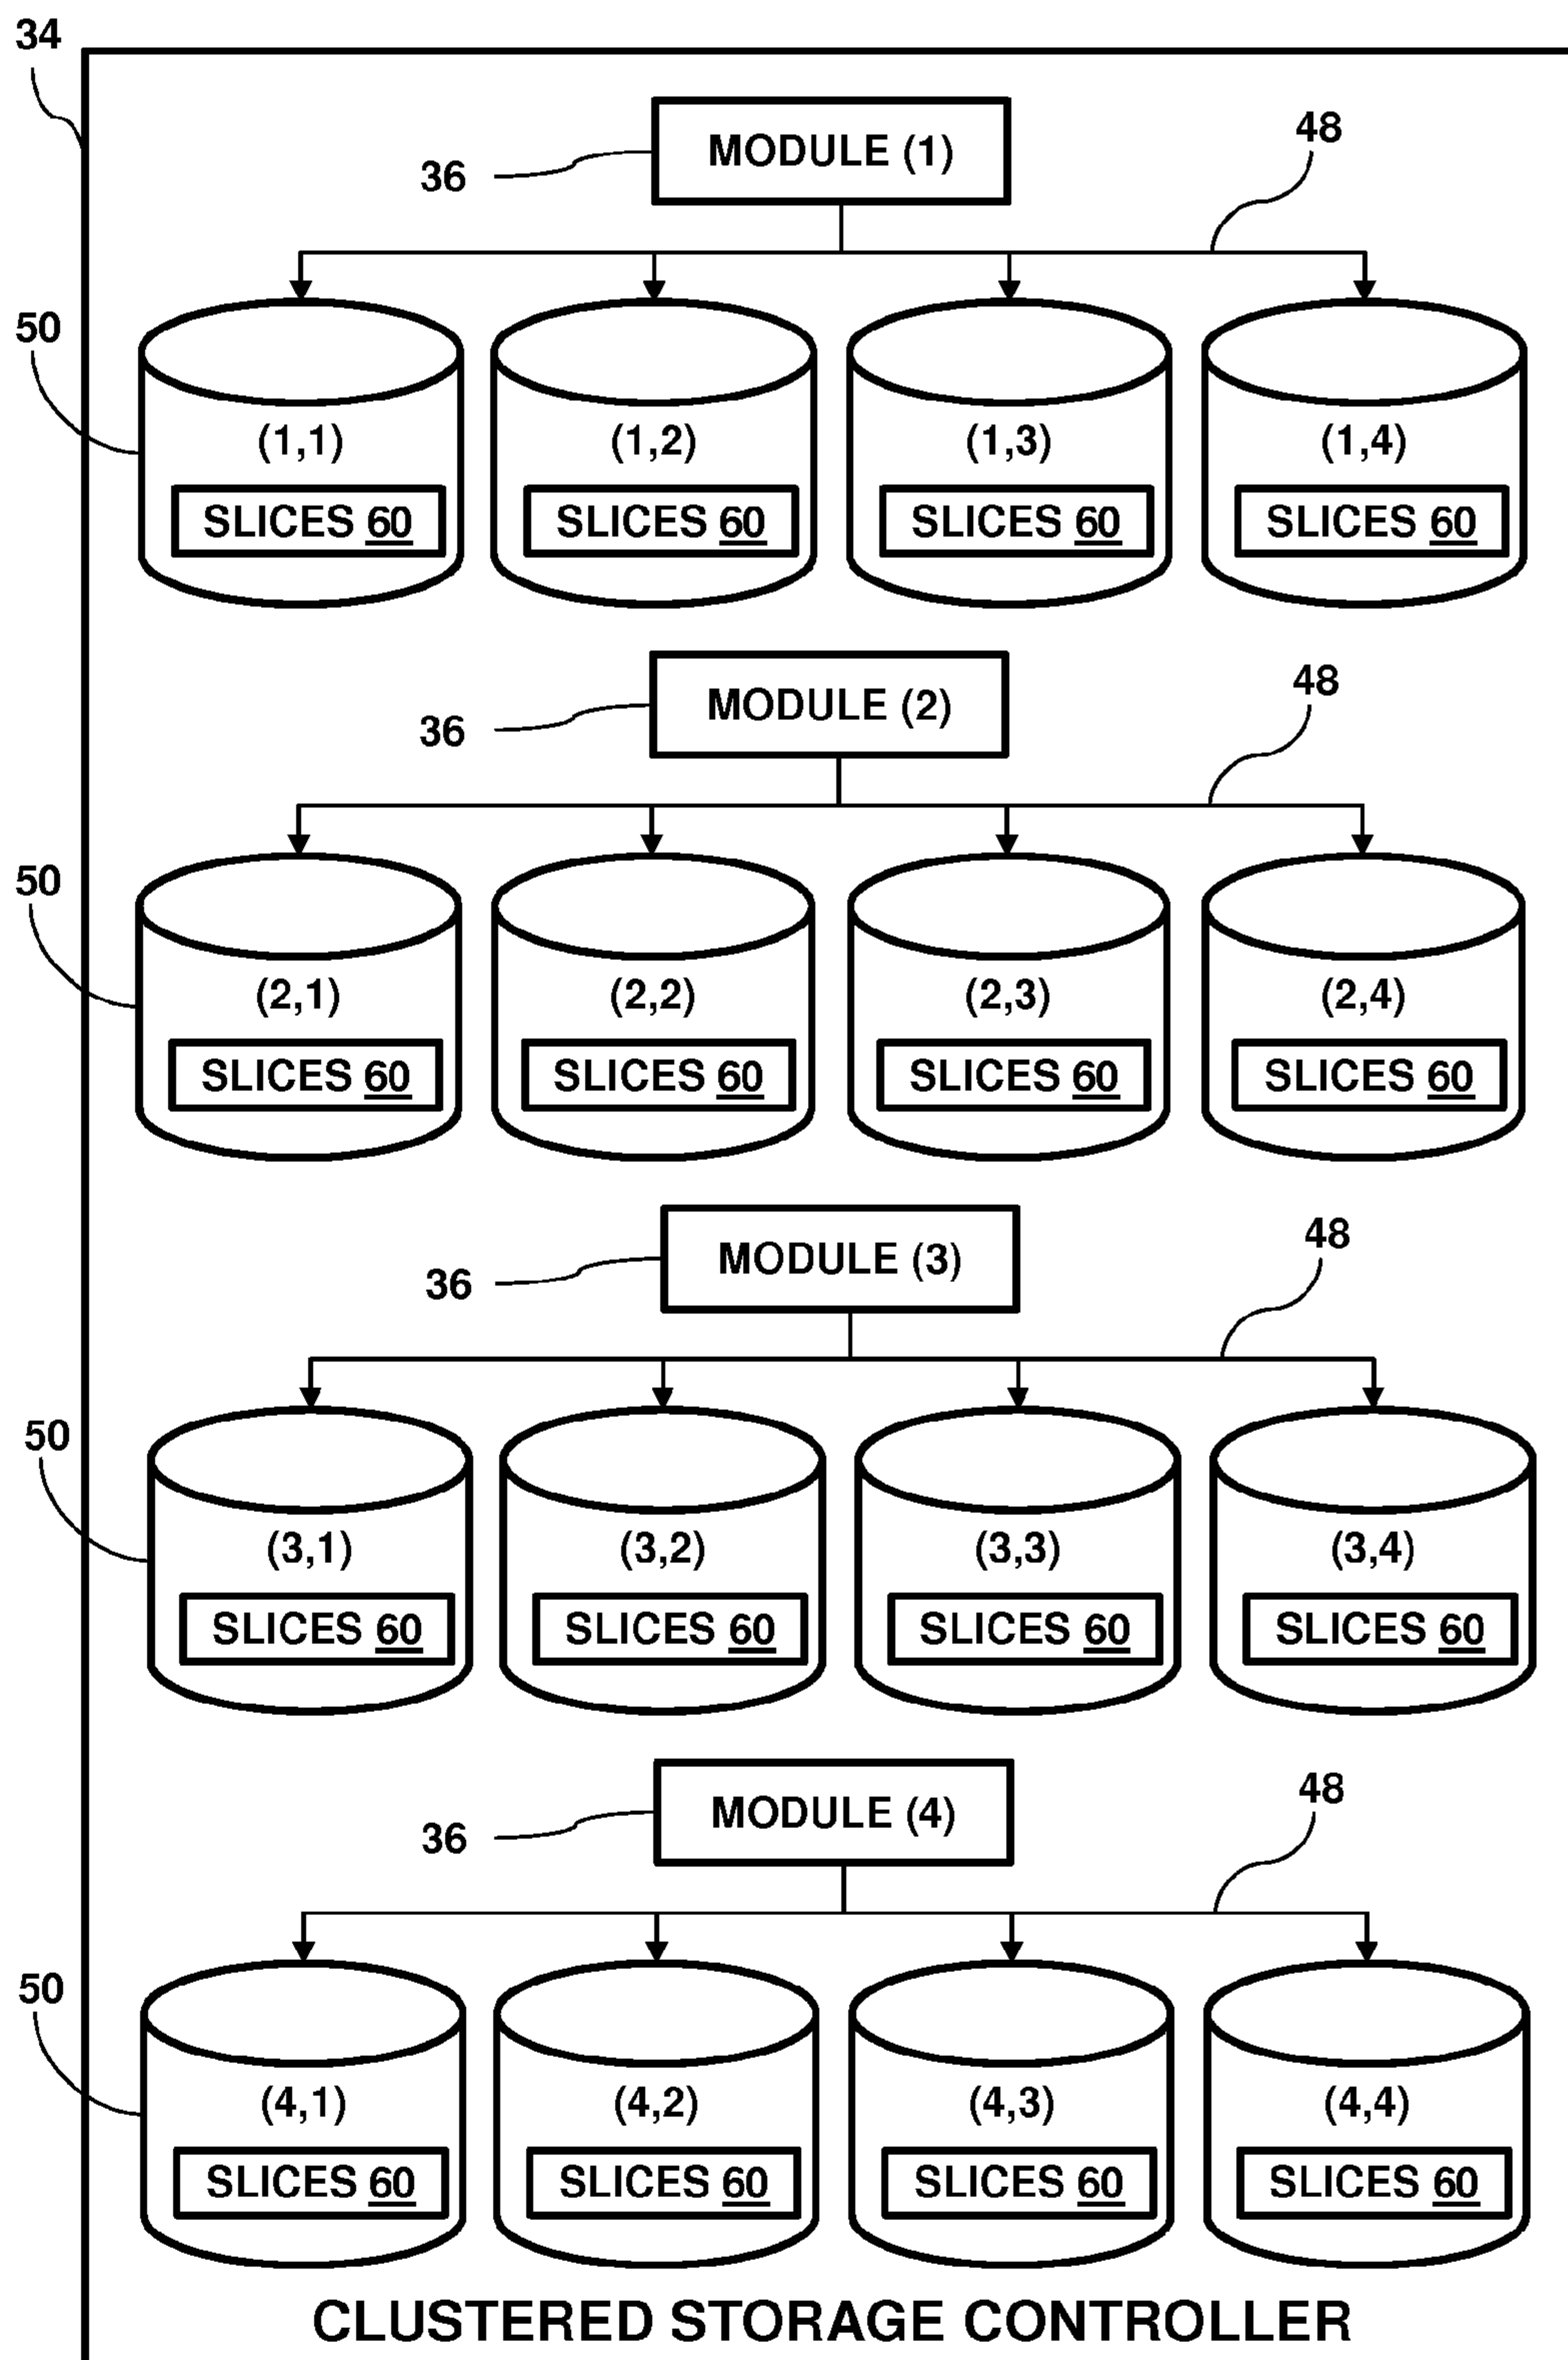 34
MODULE (1)
48
36
50
(1,1) (1,2) (1,3) (1,4)
SLICES 60 SLICES 60 SLICES 60 SLICES 60
MODULE (2)
48
36
50
(2,1) (2,2) (2,3) (2,4)
SLICES 60 SLICES 60 SLICES 60 SLICES 60
MODULE (3)
48
36
50
(3,1) (3,2) (3,3) (3,4)
SLICES 60 SLICES 60 SLICES 60 SLICES 60
MODULE (4)
48
36
50
(4,1) (4,2) (4,3) (4,4)
SLICES 60 SLICES 60 SLICES 60 SLICES 60
CLUSTERED STORAGE CONTROLLER